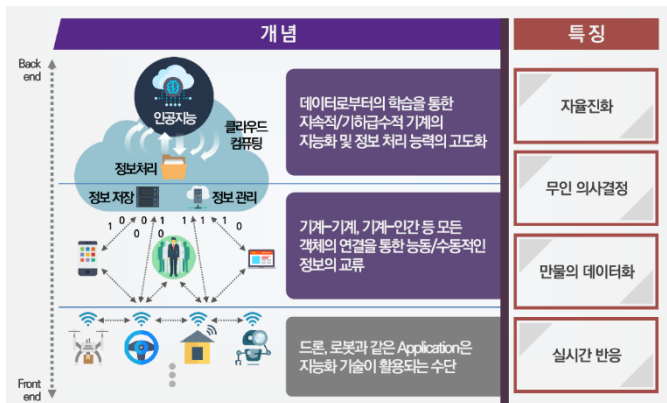 개념
특징
Back
end
인공지능
클라우드
컴퓨팅
정보처리
정보 저장
정보 관리
1 0 0 1 1 1 0
0 0
데이터로부터의 학습을 통한
지속적/기하급수적 기계의
지능화 및 정보 처리 능력의 고도화
기계-기계, 기계-인간 등 모든
객체의 연결을 통한 능동/수동적인
정보의 교류
드론, 로봇과 같은 Application은
지능화 기술이 활용되는 수단
Front
end
자율진화
무인 의사결정
만물의 데이터화
실시간 반응